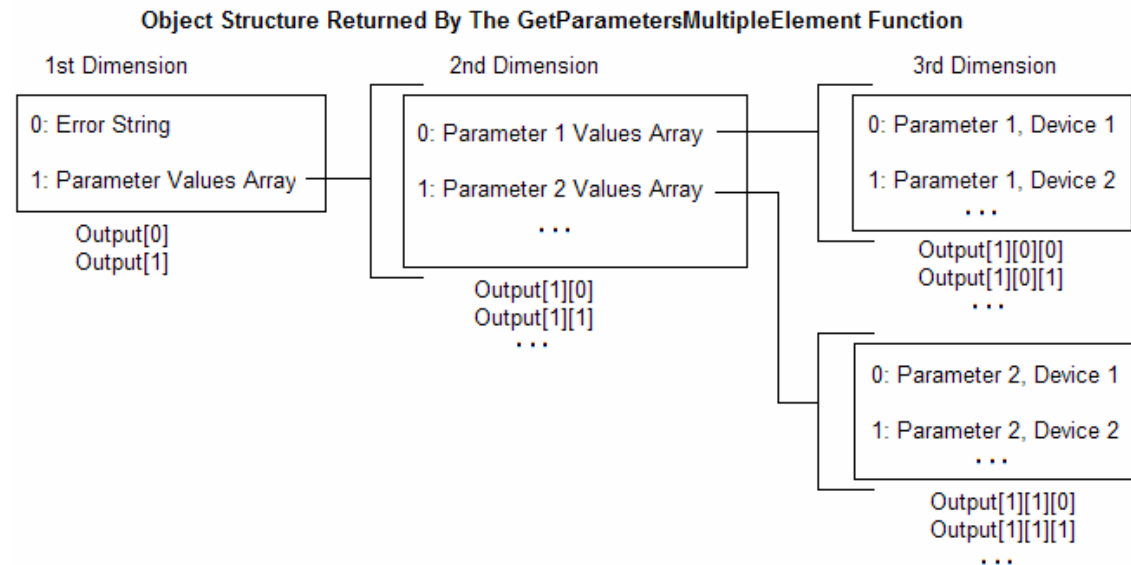 Object Structure Returned By The GetParametersMultipleElement Function
1st Dimension
0: Error String
1: Parameter Values Array
Output[0]
Output[1]
2nd Dimension
0: Parameter 1 Values Array
1: Parameter 2 Values Array
...
Output[1][0]
Output[1][1]
...
3rd Dimension
0: Parameter 1, Device 1
1: Parameter 1, Device 2
...
Output[1][0][0]
Output[1][0][1]
...
0: Parameter 2, Device 1
1: Parameter 2, Device 2
...
Output[1][1][0]
Output[1][1][1]
...